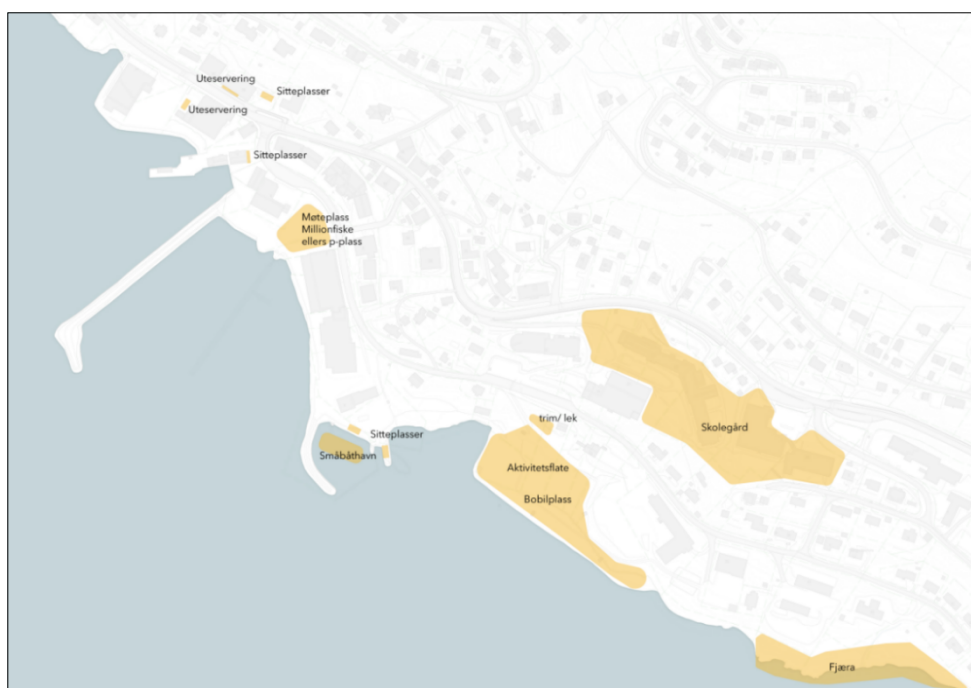 Uteservering
Sitteplasser
Uteservering
Sitteplasser
Møteplass
Millionfiske
ellers p-plass
trim/ lek
Skolegård
Sitteplasser
Småbåthavn
Aktivitetsflate
Bobilplass
Fjæra